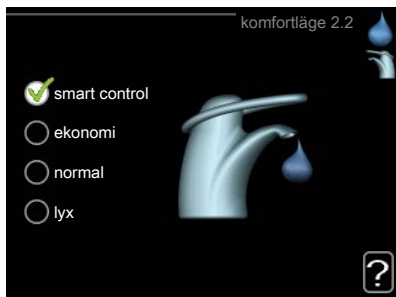 komfortläge 2.2
smart control
ekonomi
normal
lyx
?